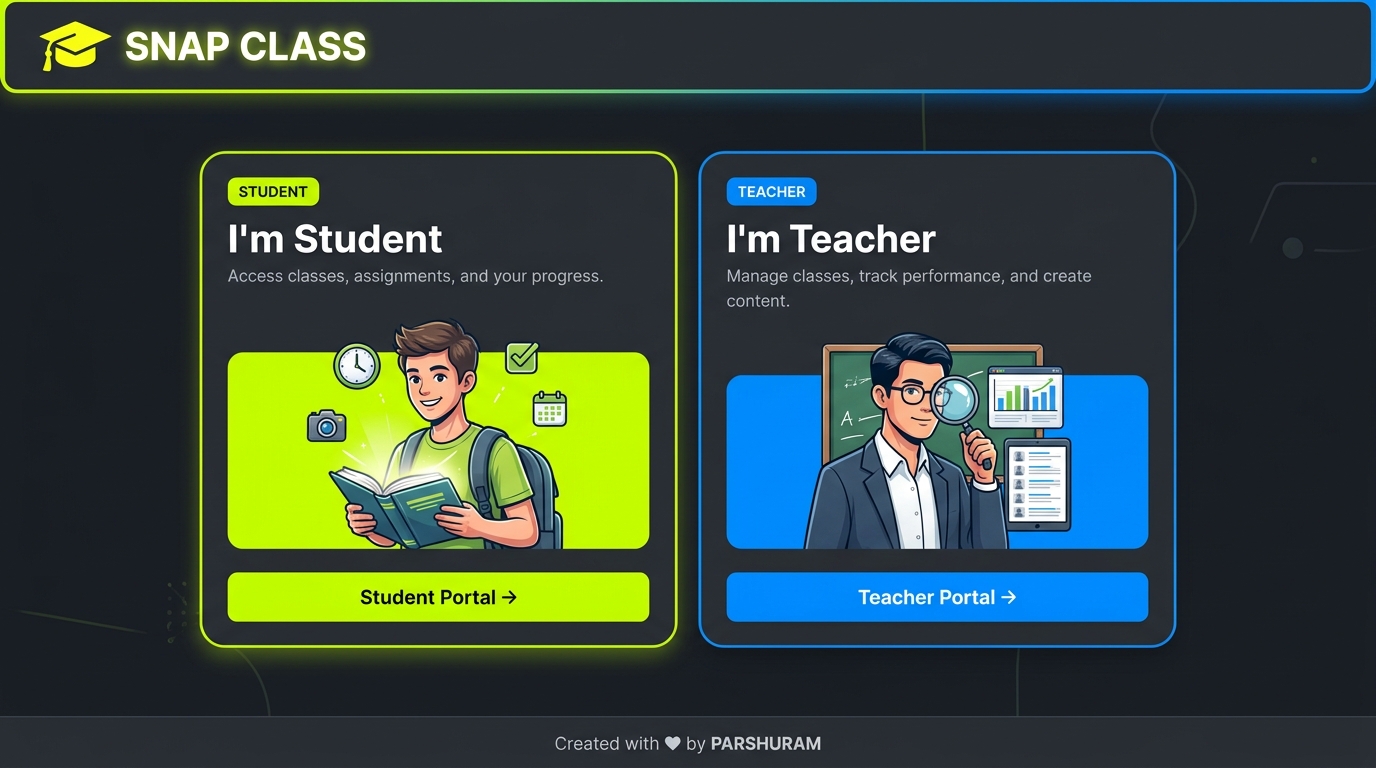 SNAP CLASS
STUDENT
I'm Student
Access classes, assignments, and your progress.
Student Portal →
TEACHER
I'm Teacher
Manage classes, track performance, and create
content.
A
Teacher Portal →
Created with ♥ by PARSHURAM